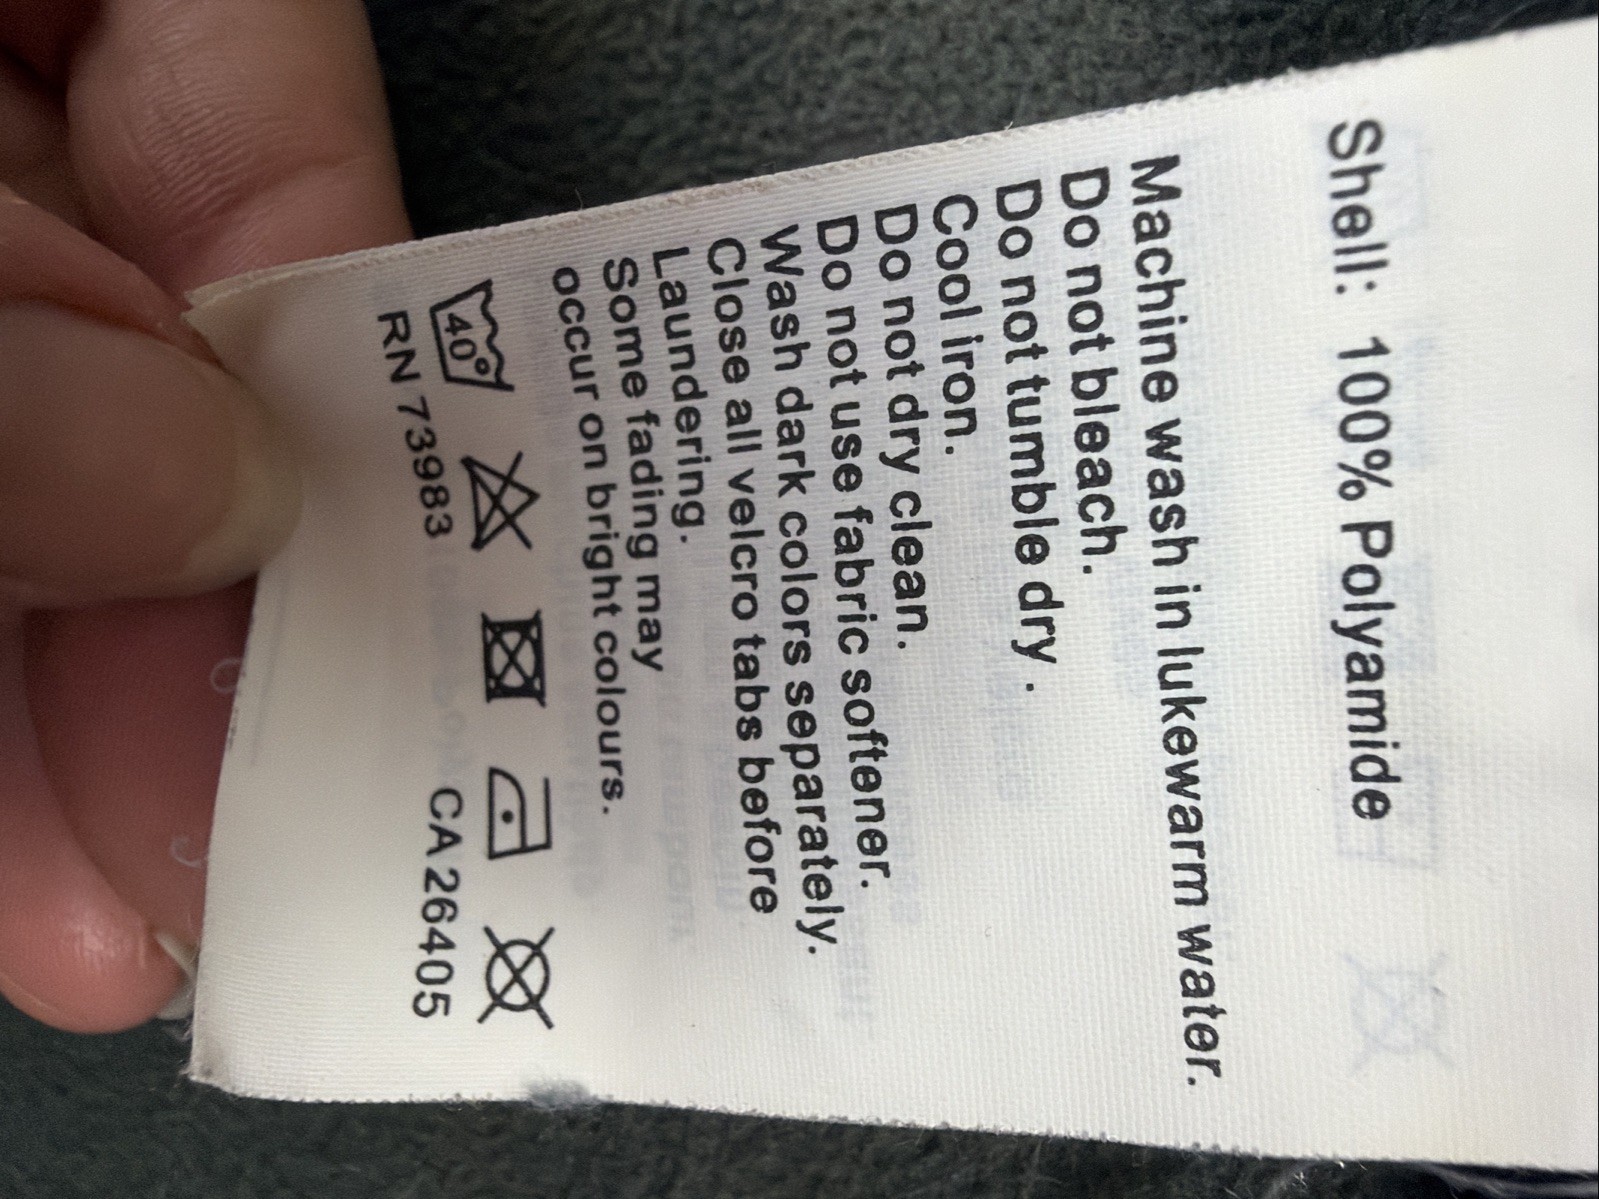 Shell: 100% Polyamide
Machine wash in lukewarm water.
Do not bleach.
Do not tumble dry .
Cool iron.
Do not dry clean.
Do not use fabric softener.
Wash dark colors separately.
Close all velcro tabs before
Laundering.
Some fading may
occur on bright colours.
40°
RN 73983 CA 26405